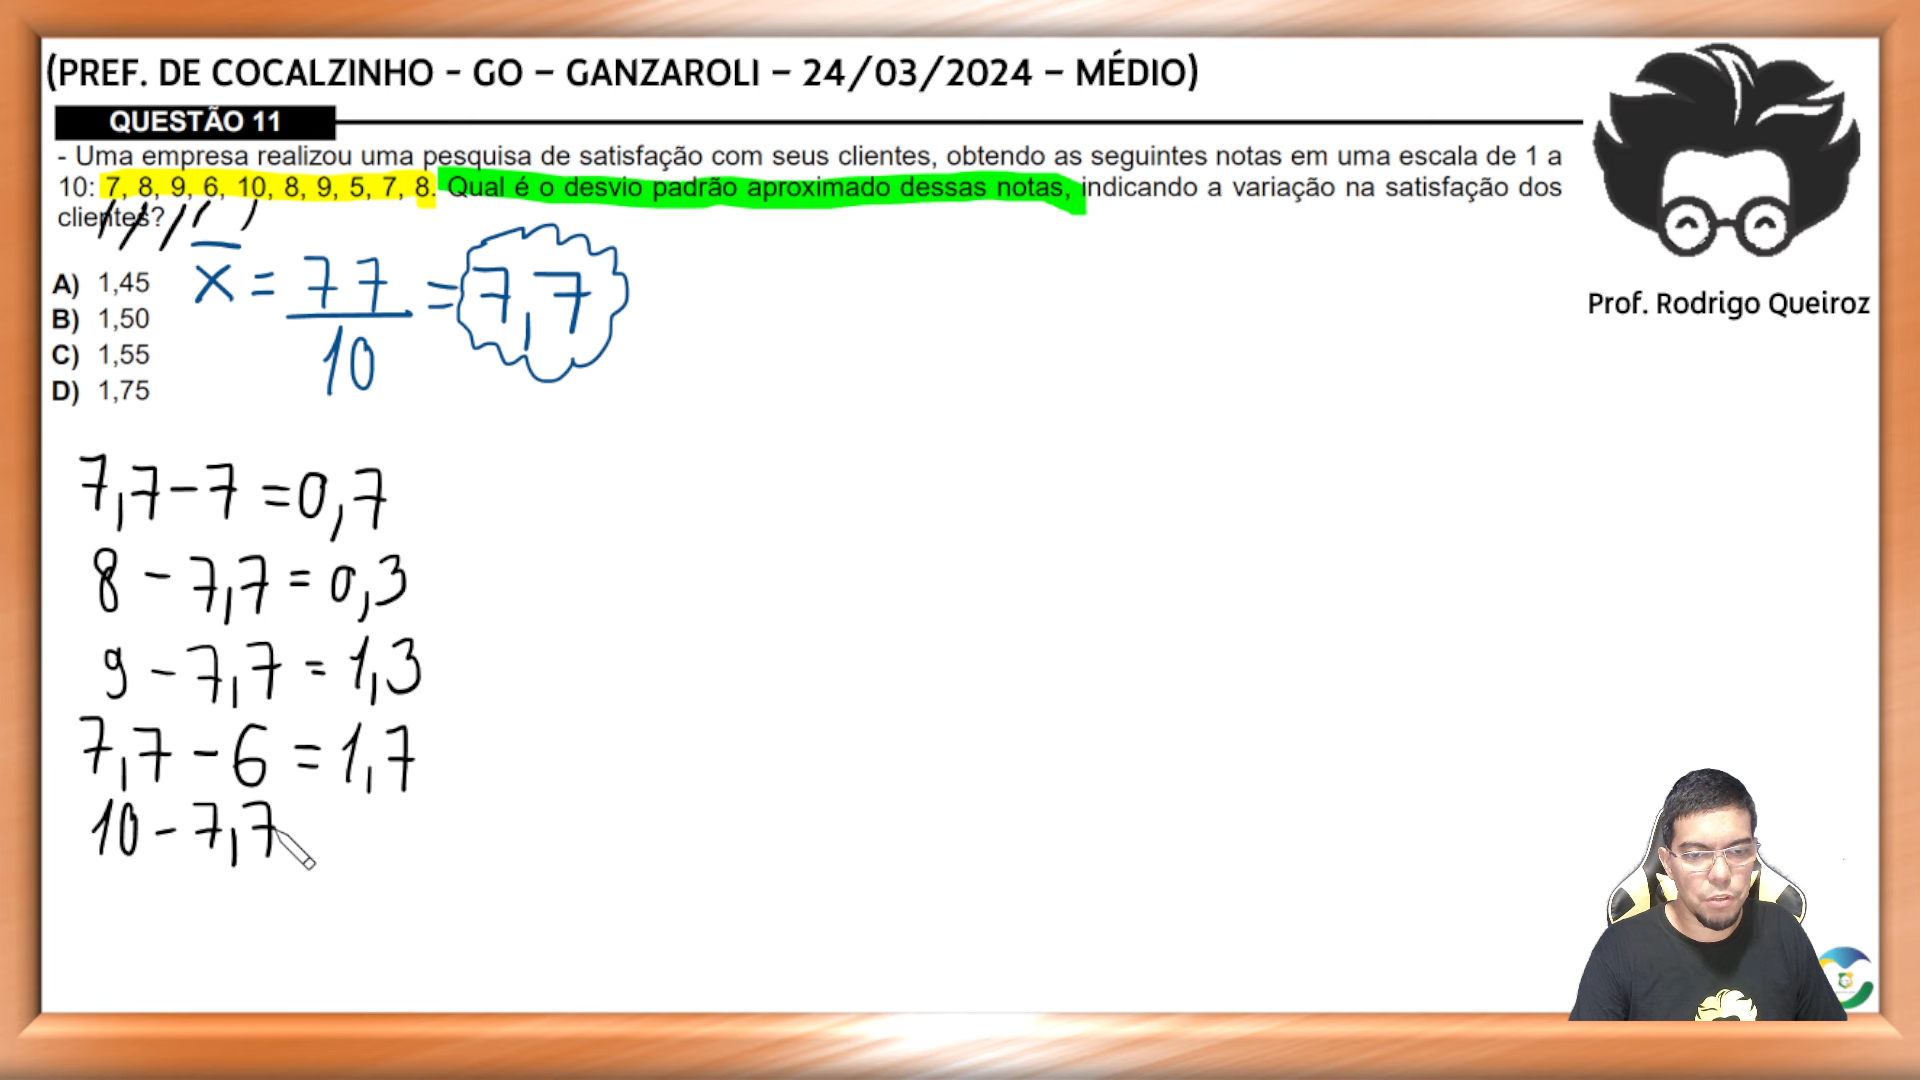 (PREF. DE COCALZINHO - GO – GANZAROLI – 24/03/2024 – MÉDIO)
QUESTÃO 11
- Uma empresa realizou uma pesquisa de satisfação com seus clientes, obtendo as seguintes notas em uma escala de 1 a
10: 7, 8, 9, 6, 10, 8, 9, 5, 7, 8. Qual é o desvio padrão aproximado dessas notas, indicando a variação na satisfação dos
clientes?
A) 1,45
B) 1,50
C) 1,55
D) 1,75
x̅ = 77/10 = 7,7
Prof. Rodrigo Queiroz
7,7 - 7 = 0,7
8 - 7,7 = 0,3
9 - 7,7 = 1,3
7,7 - 6 = 1,7
10 - 7,7